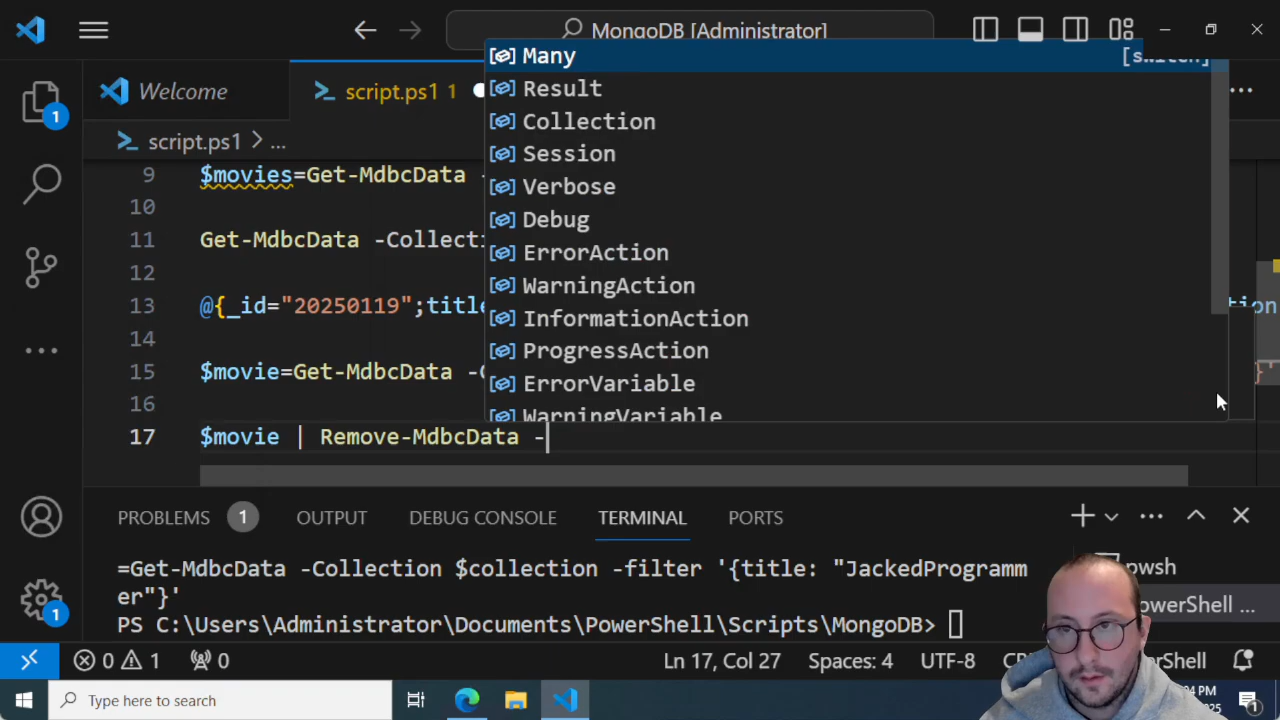 MongoDB [Administrator]
Welcome
script.ps1 1
script.ps1 > ...
9 $movies=Get-MdbcData -
10
11 Get-MdbcData -Collecti
12
13 @{_id="20250119";title
14
15 $movie=Get-MdbcData -
16
17 $movie | Remove-MdbcData -
Many [switch]
Result
Collection
Session
Verbose
Debug
ErrorAction
WarningAction
InformationAction
ProgressAction
ErrorVariable
WarningVariable
PROBLEMS 1 OUTPUT DEBUG CONSOLE TERMINAL PORTS
=Get-MdbcData -Collection $collection -filter '{title: "JackedProgramm
er"}'
PS C:\Users\Administrator\Documents\PowerShell\Scripts\MongoDB>
pwsh
0 1 0 Ln 17, Col 27 Spaces: 4 UTF-8
Type here to search